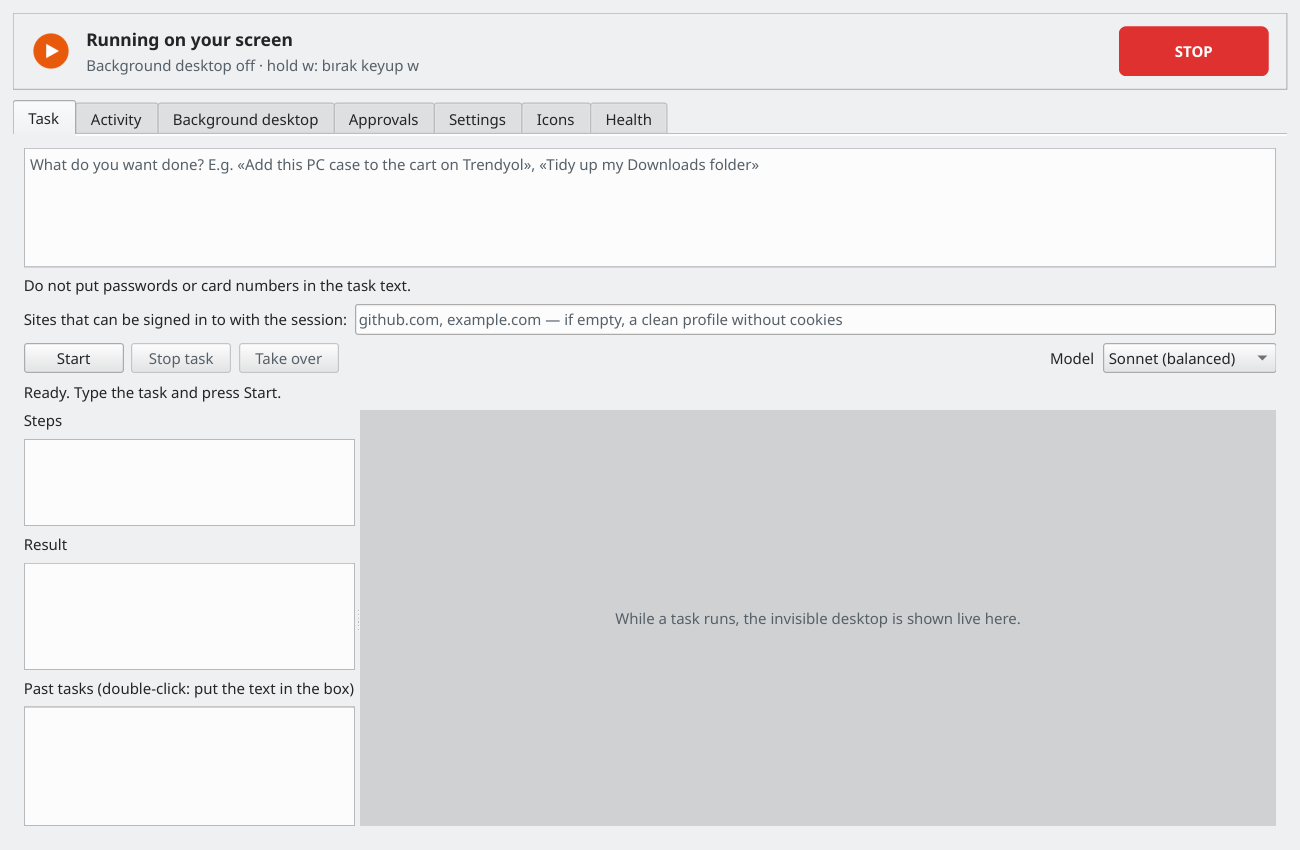 Running on your screen
Background desktop off · hold w: bırak keyup w
STOP
Task
Activity
Background desktop
Approvals
Settings
Icons
Health
What do you want done? E.g. «Add this PC case to the cart on Trendyol», «Tidy up my Downloads folder»
Do not put passwords or card numbers in the task text.
Sites that can be signed in to with the session:
github.com, example.com — if empty, a clean profile without cookies
Start
Stop task
Take over
Model
Sonnet (balanced)
Ready. Type the task and press Start.
Steps
Result
While a task runs, the invisible desktop is shown live here.
Past tasks (double-click: put the text in the box)